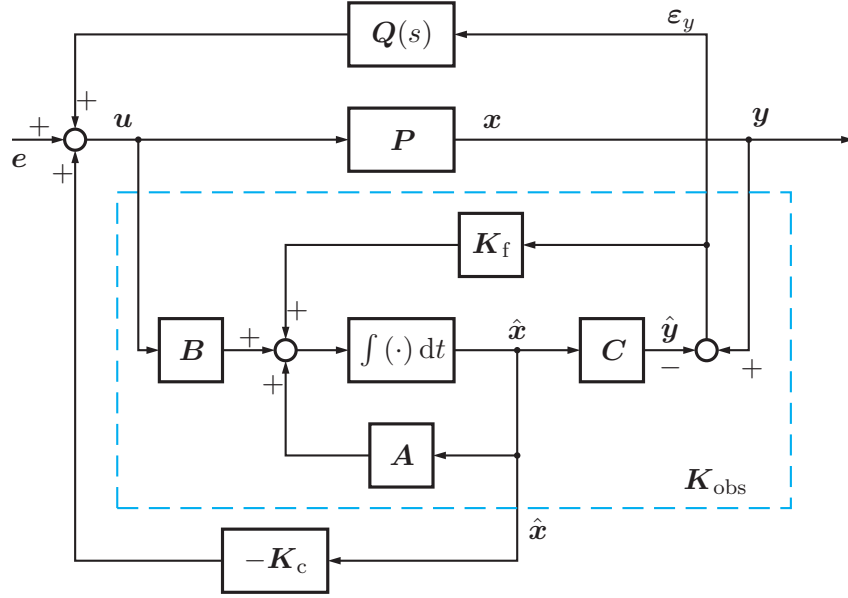 ε_y
Q(s)
+
+ u x y
P
e
+
K_f
+
+ x̂ ŷ
B ∫ (·) dt C
+ − +
A
K_obs
x̂
−K_c